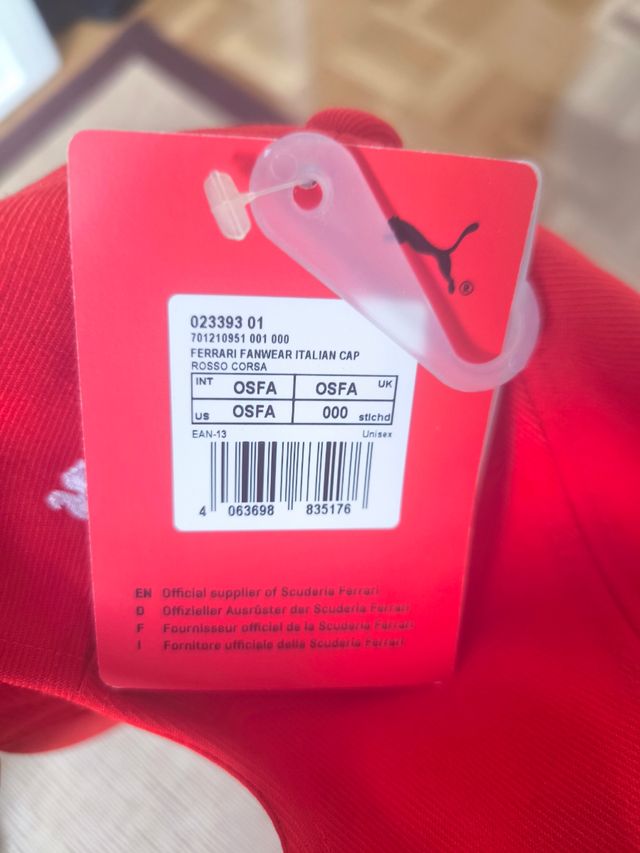 ®
023393 01
701210951 001 000
FERRARI FANWEAR ITALIAN CAP
ROSSO CORSA
INT OSFA OSFA UK
US OSFA 000 stichd
EAN-13 Unisex
4 063698 835176
EN Official supplier of Scuderia Ferrari
D Offizieller Ausrüster der Scuderia Ferrari
F Fournisseur officiel de la Scuderia Ferrari
I Fornitore ufficiale della Scuderia Ferrari